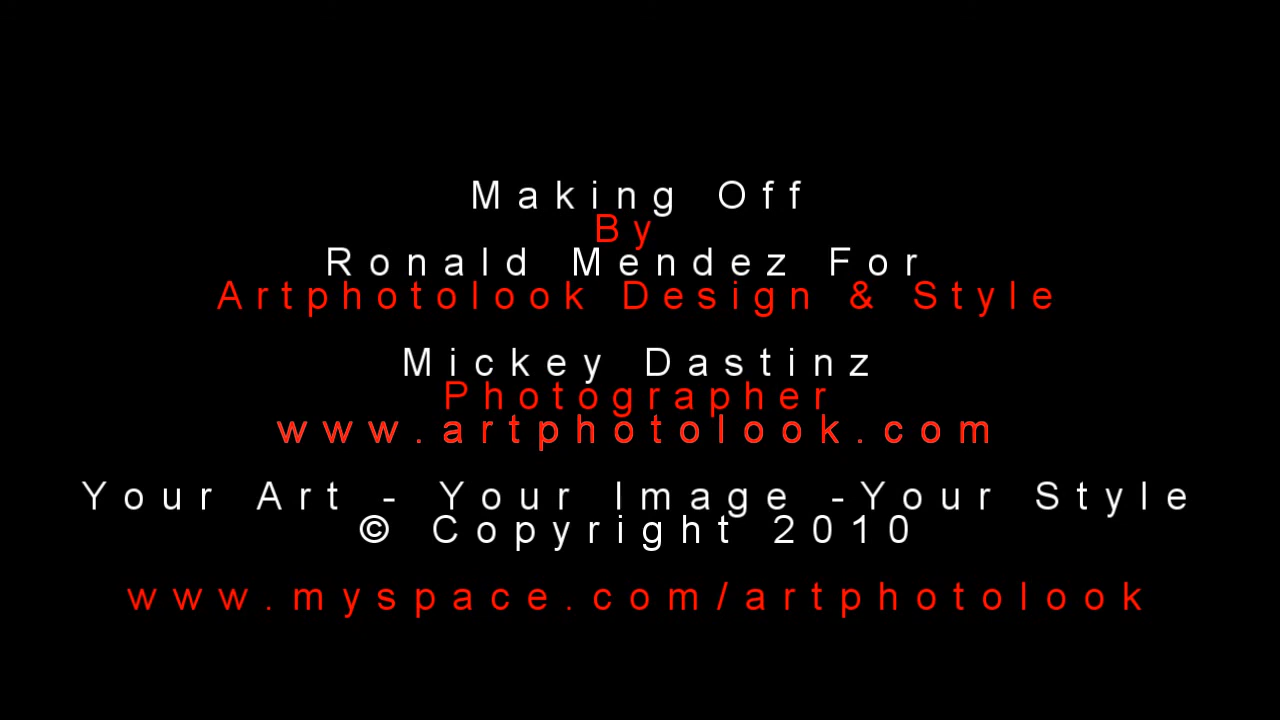 Making Off
By
Ronald Mendez For
Artphotolook Design & Style
Mickey Dastinz
Photographer
www.artphotolook.com
Your Art - Your Image -Your Style
© Copyright 2010
www.myspace.com/artphotolook